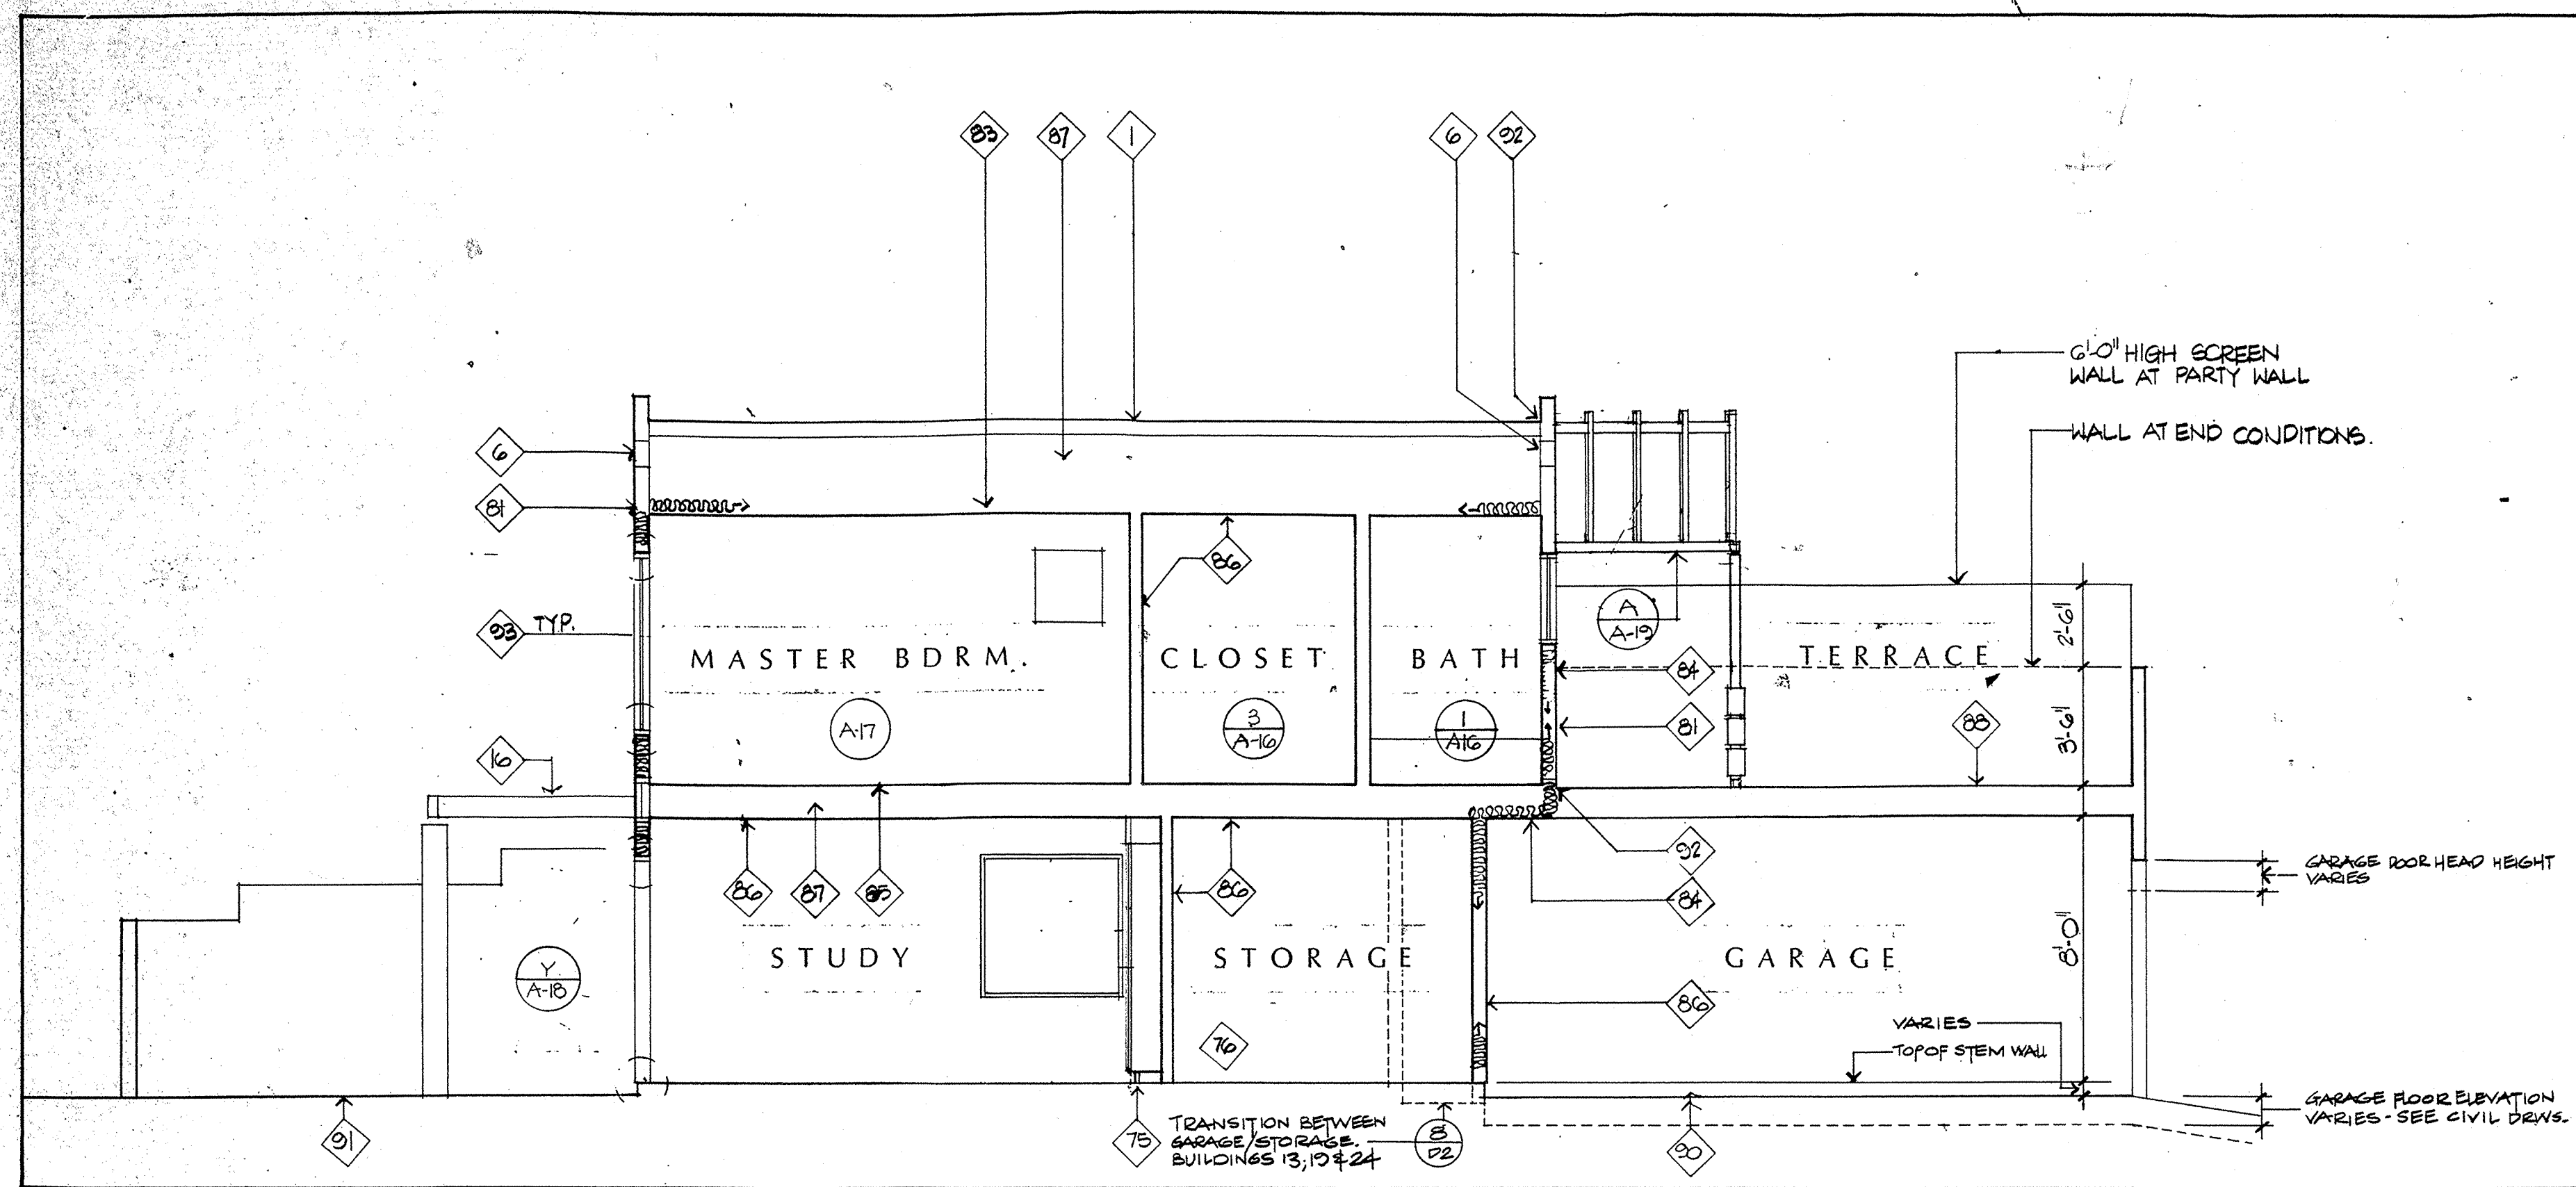 83
87
1
6
92
6'-0" HIGH SCREEN
WALL AT PARTY WALL
WALL AT END CONDITIONS.
6
81
86
93 TYP.
A
A-19
2'-6"
MASTER BDRM.
CLOSET
BATH
TERRACE
84
A-17
3
A-16
1
A16
81
88
3'-6"
16
92
GARAGE DOOR HEAD HEIGHT
VARIES
86
87
85
86
84
8'-0"
STUDY
STORAGE
GARAGE
Y
A-18
86
76
VARIES
TOP OF STEM WALL
91
75
TRANSITION BETWEEN
GARAGE/STORAGE.
BUILDINGS 13, 19 & 24
8
D2
90
GARAGE FLOOR ELEVATION
VARIES - SEE CIVIL DRWS.